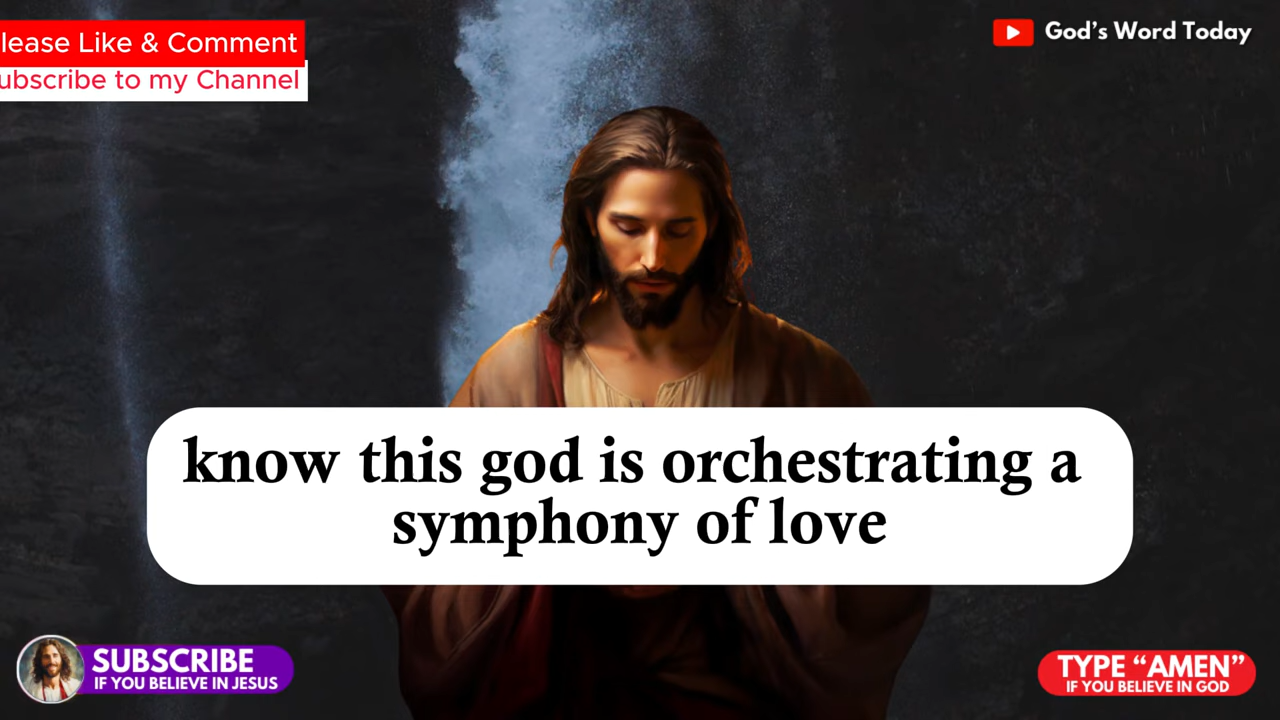 lease Like & Comment
ubscribe to my Channel
God's Word Today
know this god is orchestrating a
symphony of love
SUBSCRIBE
IF YOU BELIEVE IN JESUS
TYPE “AMEN”
IF YOU BELIEVE IN GOD